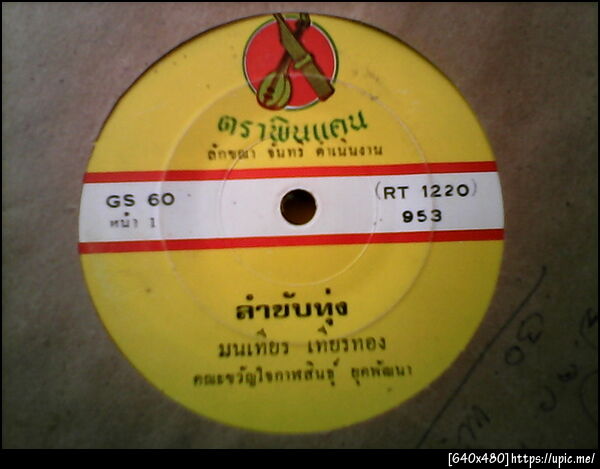 ตราพิณแคน
ลักขณา จันทร์ ดำเนินงาน
GS 60
(RT 1220)
หน้า 1
953
ลำขับทุ่ง
มนเทียร เทียรทอง
คณะขวัญใจกาฬสินธุ์ ยุคพัฒนา
[640x480]https://upic.me/